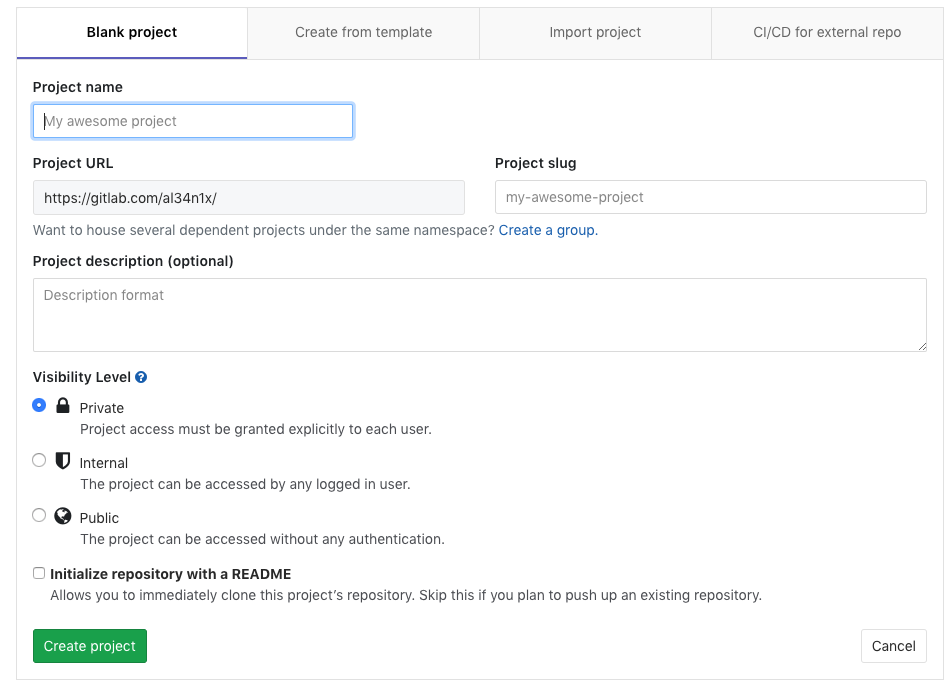 Blank project
Create from template
Import project
CI/CD for external repo
Project name
My awesome project
Project URL
Project slug
https://gitlab.com/al34n1x/
my-awesome-project
Want to house several dependent projects under the same namespace? Create a group.
Project description (optional)
Description format
Visibility Level ?
Private
Project access must be granted explicitly to each user.
Internal
The project can be accessed by any logged in user.
Public
The project can be accessed without any authentication.
Initialize repository with a README
Allows you to immediately clone this project’s repository. Skip this if you plan to push up an existing repository.
Create project
Cancel